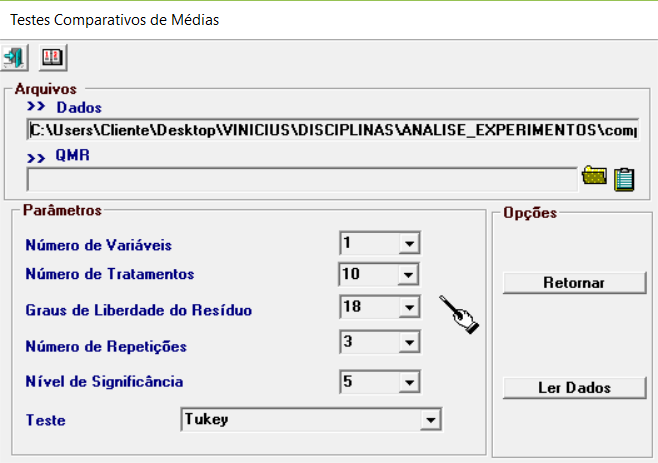 Testes Comparativos de Médias
Arquivos
>> Dados
C:\Users\Cliente\Desktop\VINICIUS\DISCIPLINAS\ANALISE_EXPERIMENTOS\comp
>> QMR
Parâmetros
Número de Variáveis 1
Número de Tratamentos 10
Graus de Liberdade do Resíduo 18
Número de Repetições 3
Nível de Significância 5
Teste Tukey
Opções
Retornar
Ler Dados